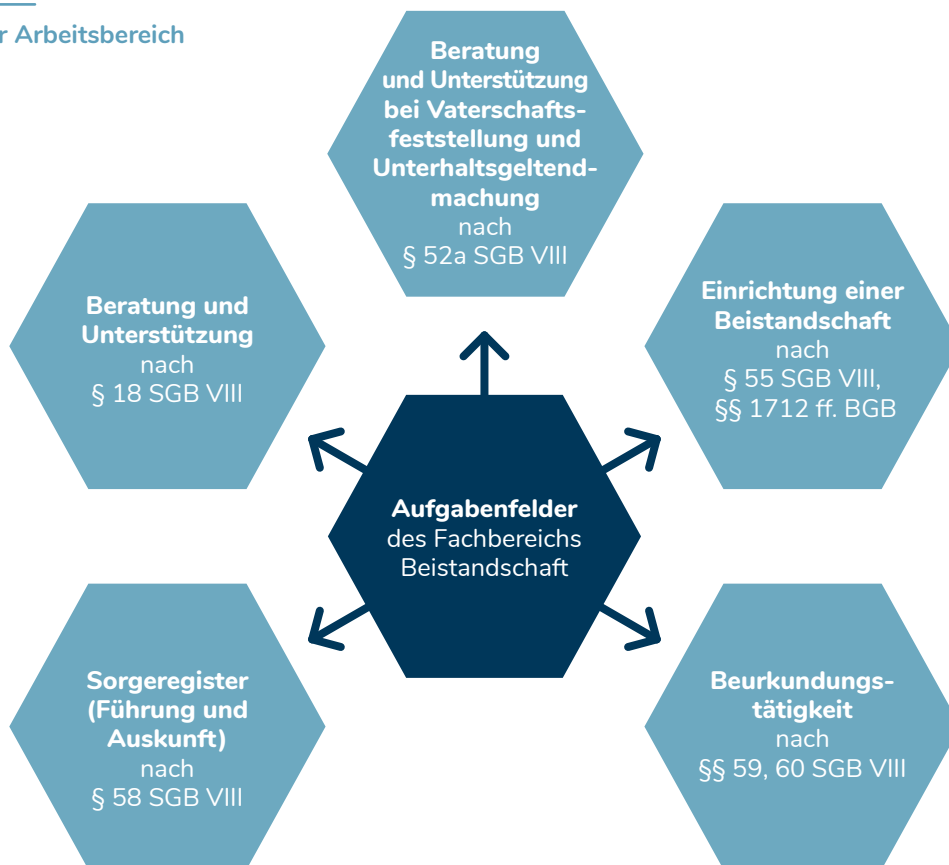 r Arbeitsbereich
Beratung
und Unterstützung
bei Vaterschafts-
feststellung und
Unterhaltsgeltend-
machung
nach
§ 52a SGB VIII
Beratung und
Unterstützung
nach
§ 18 SGB VIII
Einrichtung einer
Beistandschaft
nach
§ 55 SGB VIII,
§§ 1712 ff. BGB
Aufgabenfelder
des Fachbereichs
Beistandschaft
Sorgeregister
(Führung und
Auskunft)
nach
§ 58 SGB VIII
Beurkundungs-
tätigkeit
nach
§§ 59, 60 SGB VIII